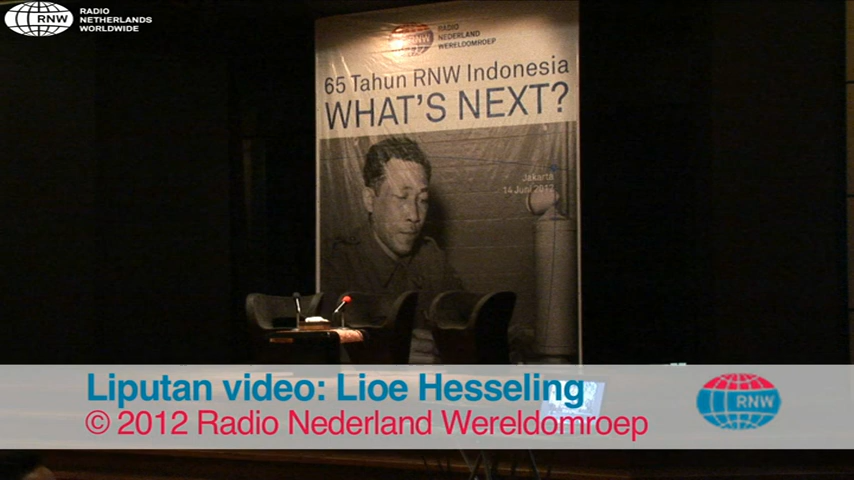 RNW
RADIO
NETHERLANDS
WORLDWIDE
RNW
RADIO
NEDERLAND
WERELDOMROEP
65 Tahun RNW Indonesia
WHAT'S NEXT?
Jakarta
14 Juni 2012
Liputan video: Lioe Hesseling
© 2012 Radio Nederland Wereldomroep
RNW